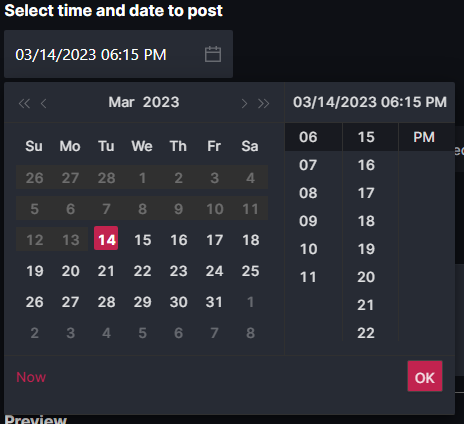 Select time and date to post
03/14/2023 06:15 PM
Mar 2023
03/14/2023 06:15 PM
Su Mo Tu We Th Fr Sa
26 27 28 1 2 3 4
5 6 7 8 9 10 11
12 13 14 15 16 17 18
19 20 21 22 23 24 25
26 27 28 29 30 31 1
2 3 4 5 6 7 8
06 15 PM
07 16
08 17
09 18
10 19
11 20
21
22
Now
OK
Preview